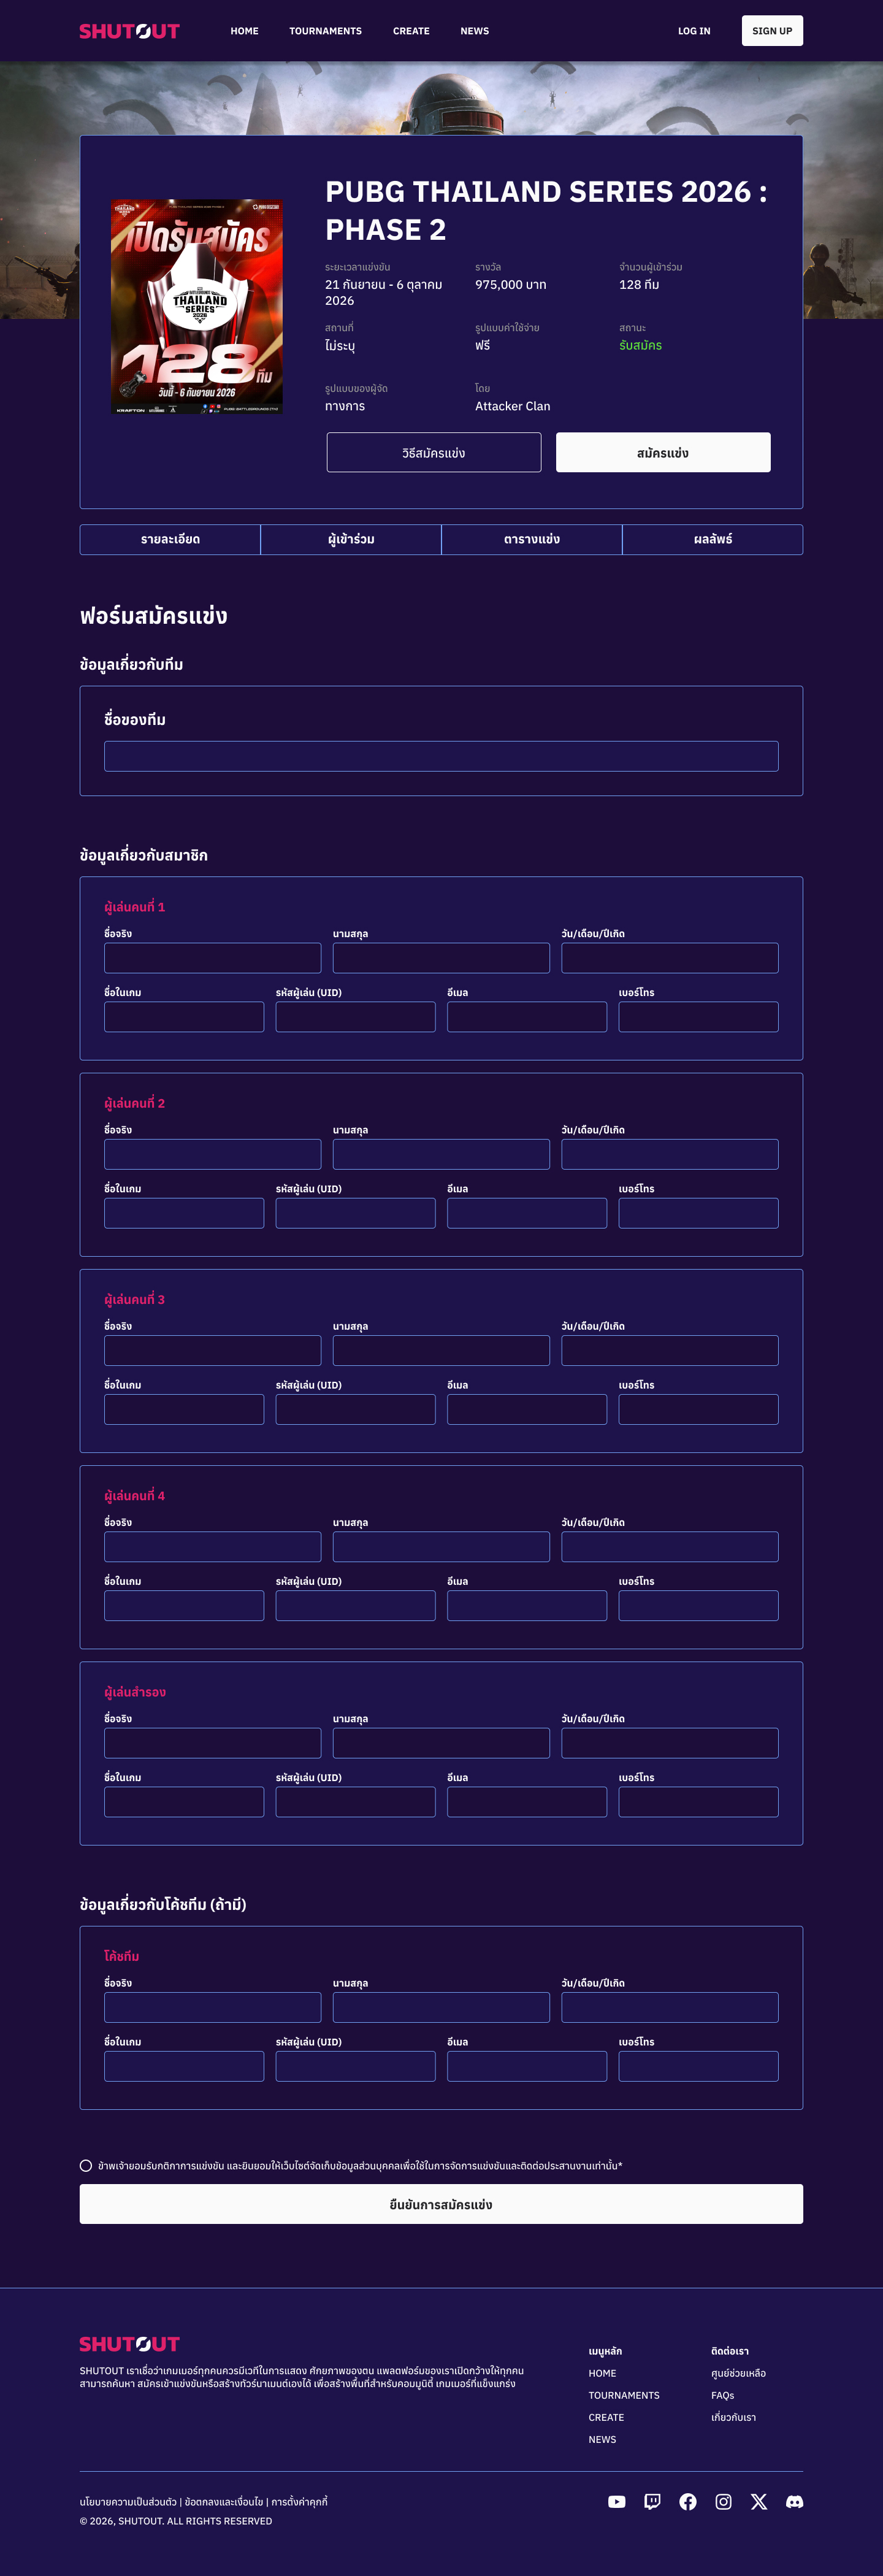 SHUTOUT
HOME
TOURNAMENTS
CREATE
NEWS
LOG IN
SIGN UP
เปิดรับสมัคร
THAILAND
SERIES
2026
128 ทีม
วันนี้ - 6 กันยายน 2026
KRAFTON
PUBG THAILAND SERIES 2026 :
PHASE 2
ระยะเวลาแข่งขัน
21 กันยายน - 6 ตุลาคม
2026
รางวัล
975,000 บาท
จำนวนผู้เข้าร่วม
128 ทีม
สถานที่
ไม่ระบุ
รูปแบบค่าใช้จ่าย
ฟรี
สถานะ
รับสมัคร
รูปแบบของผู้จัด
ทางการ
โดย
Attacker Clan
วิธีสมัครแข่ง
สมัครแข่ง
รายละเอียด
ผู้เข้าร่วม
ตารางแข่ง
ผลลัพธ์
ฟอร์มสมัครแข่ง
ข้อมูลเกี่ยวกับทีม
ชื่อของทีม
ข้อมูลเกี่ยวกับสมาชิก
ผู้เล่นคนที่ 1
ชื่อจริง
นามสกุล
วัน/เดือน/ปีเกิด
ชื่อในเกม
รหัสผู้เล่น (UID)
อีเมล
เบอร์โทร
ผู้เล่นคนที่ 2
ชื่อจริง
นามสกุล
วัน/เดือน/ปีเกิด
ชื่อในเกม
รหัสผู้เล่น (UID)
อีเมล
เบอร์โทร
ผู้เล่นคนที่ 3
ชื่อจริง
นามสกุล
วัน/เดือน/ปีเกิด
ชื่อในเกม
รหัสผู้เล่น (UID)
อีเมล
เบอร์โทร
ผู้เล่นคนที่ 4
ชื่อจริง
นามสกุล
วัน/เดือน/ปีเกิด
ชื่อในเกม
รหัสผู้เล่น (UID)
อีเมล
เบอร์โทร
ผู้เล่นสำรอง
ชื่อจริง
นามสกุล
วัน/เดือน/ปีเกิด
ชื่อในเกม
รหัสผู้เล่น (UID)
อีเมล
เบอร์โทร
ข้อมูลเกี่ยวกับโค้ชทีม (ถ้ามี)
โค้ชทีม
ชื่อจริง
นามสกุล
วัน/เดือน/ปีเกิด
ชื่อในเกม
รหัสผู้เล่น (UID)
อีเมล
เบอร์โทร
ข้าพเจ้ายอมรับกติกาการแข่งขัน และยินยอมให้เว็บไซต์จัดเก็บข้อมูลส่วนบุคคลเพื่อใช้ในการจัดการแข่งขันและติดต่อประสานงานเท่านั้น*
ยืนยันการสมัครแข่ง
SHUTOUT
SHUTOUT เราเชื่อว่าเกมเมอร์ทุกคนควรมีเวทีในการแสดง ศักยภาพของตน แพลตฟอร์มของเราเปิดกว้างให้ทุกคน
สามารถค้นหา สมัครเข้าแข่งขันหรือสร้างทัวร์นาเมนต์เองได้ เพื่อสร้างพื้นที่สำหรับคอมมูนิตี้ เกมเมอร์ที่แข็งแกร่ง
เมนูหลัก
HOME
TOURNAMENTS
CREATE
NEWS
ติดต่อเรา
ศูนย์ช่วยเหลือ
FAQs
เกี่ยวกับเรา
นโยบายความเป็นส่วนตัว | ข้อตกลงและเงื่อนไข | การตั้งค่าคุกกี้
© 2026, SHUTOUT. ALL RIGHTS RESERVED